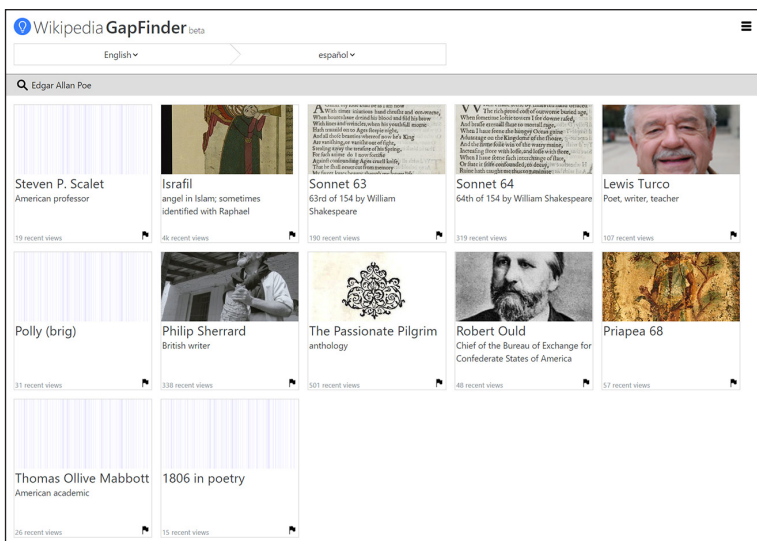 Wikipedia GapFinder beta
English español
Edgar Allan Poe
Steven P. Scalet
American professor
19 recent views
Israfil
angel in Islam; sometimes
identified with Raphael
4k recent views
Sonnet 63
63rd of 154 by William
Shakespeare
190 recent views
Sonnet 64
64th of 154 by William Shakespeare
319 recent views
Lewis Turco
Poet, writer, teacher
107 recent views
Polly (brig)
31 recent views
Philip Sherrard
British writer
338 recent views
The Passionate Pilgrim
anthology
501 recent views
Robert Ould
Chief of the Bureau of Exchange for
Confederate States of America
48 recent views
Priapea 68
57 recent views
Thomas Ollive Mabbott
American academic
26 recent views
1806 in poetry
15 recent views